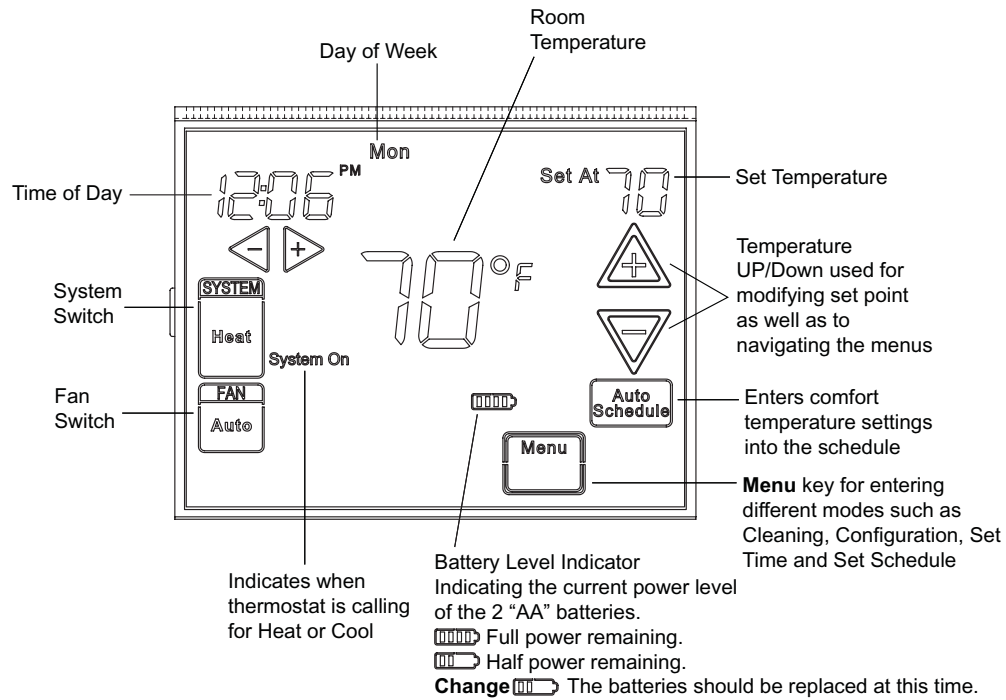 Room
Temperature
Day of Week
Mon
12:06 PM
Set At 70
Time of Day
Set Temperature
- +
70°F
+
Temperature
UP/Down used for
modifying set point
as well as to
navigating the menus
System
Switch
SYSTEM
Heat
System On
-
Fan
Switch
FAN
Auto
Auto
Schedule
Enters comfort
temperature settings
into the schedule
Menu
Menu key for entering
different modes such as
Cleaning, Configuration, Set
Time and Set Schedule
Indicates when
thermostat is calling
for Heat or Cool
Battery Level Indicator
Indicating the current power level
of the 2 “AA” batteries.
Full power remaining.
Half power remaining.
Change The batteries should be replaced at this time.